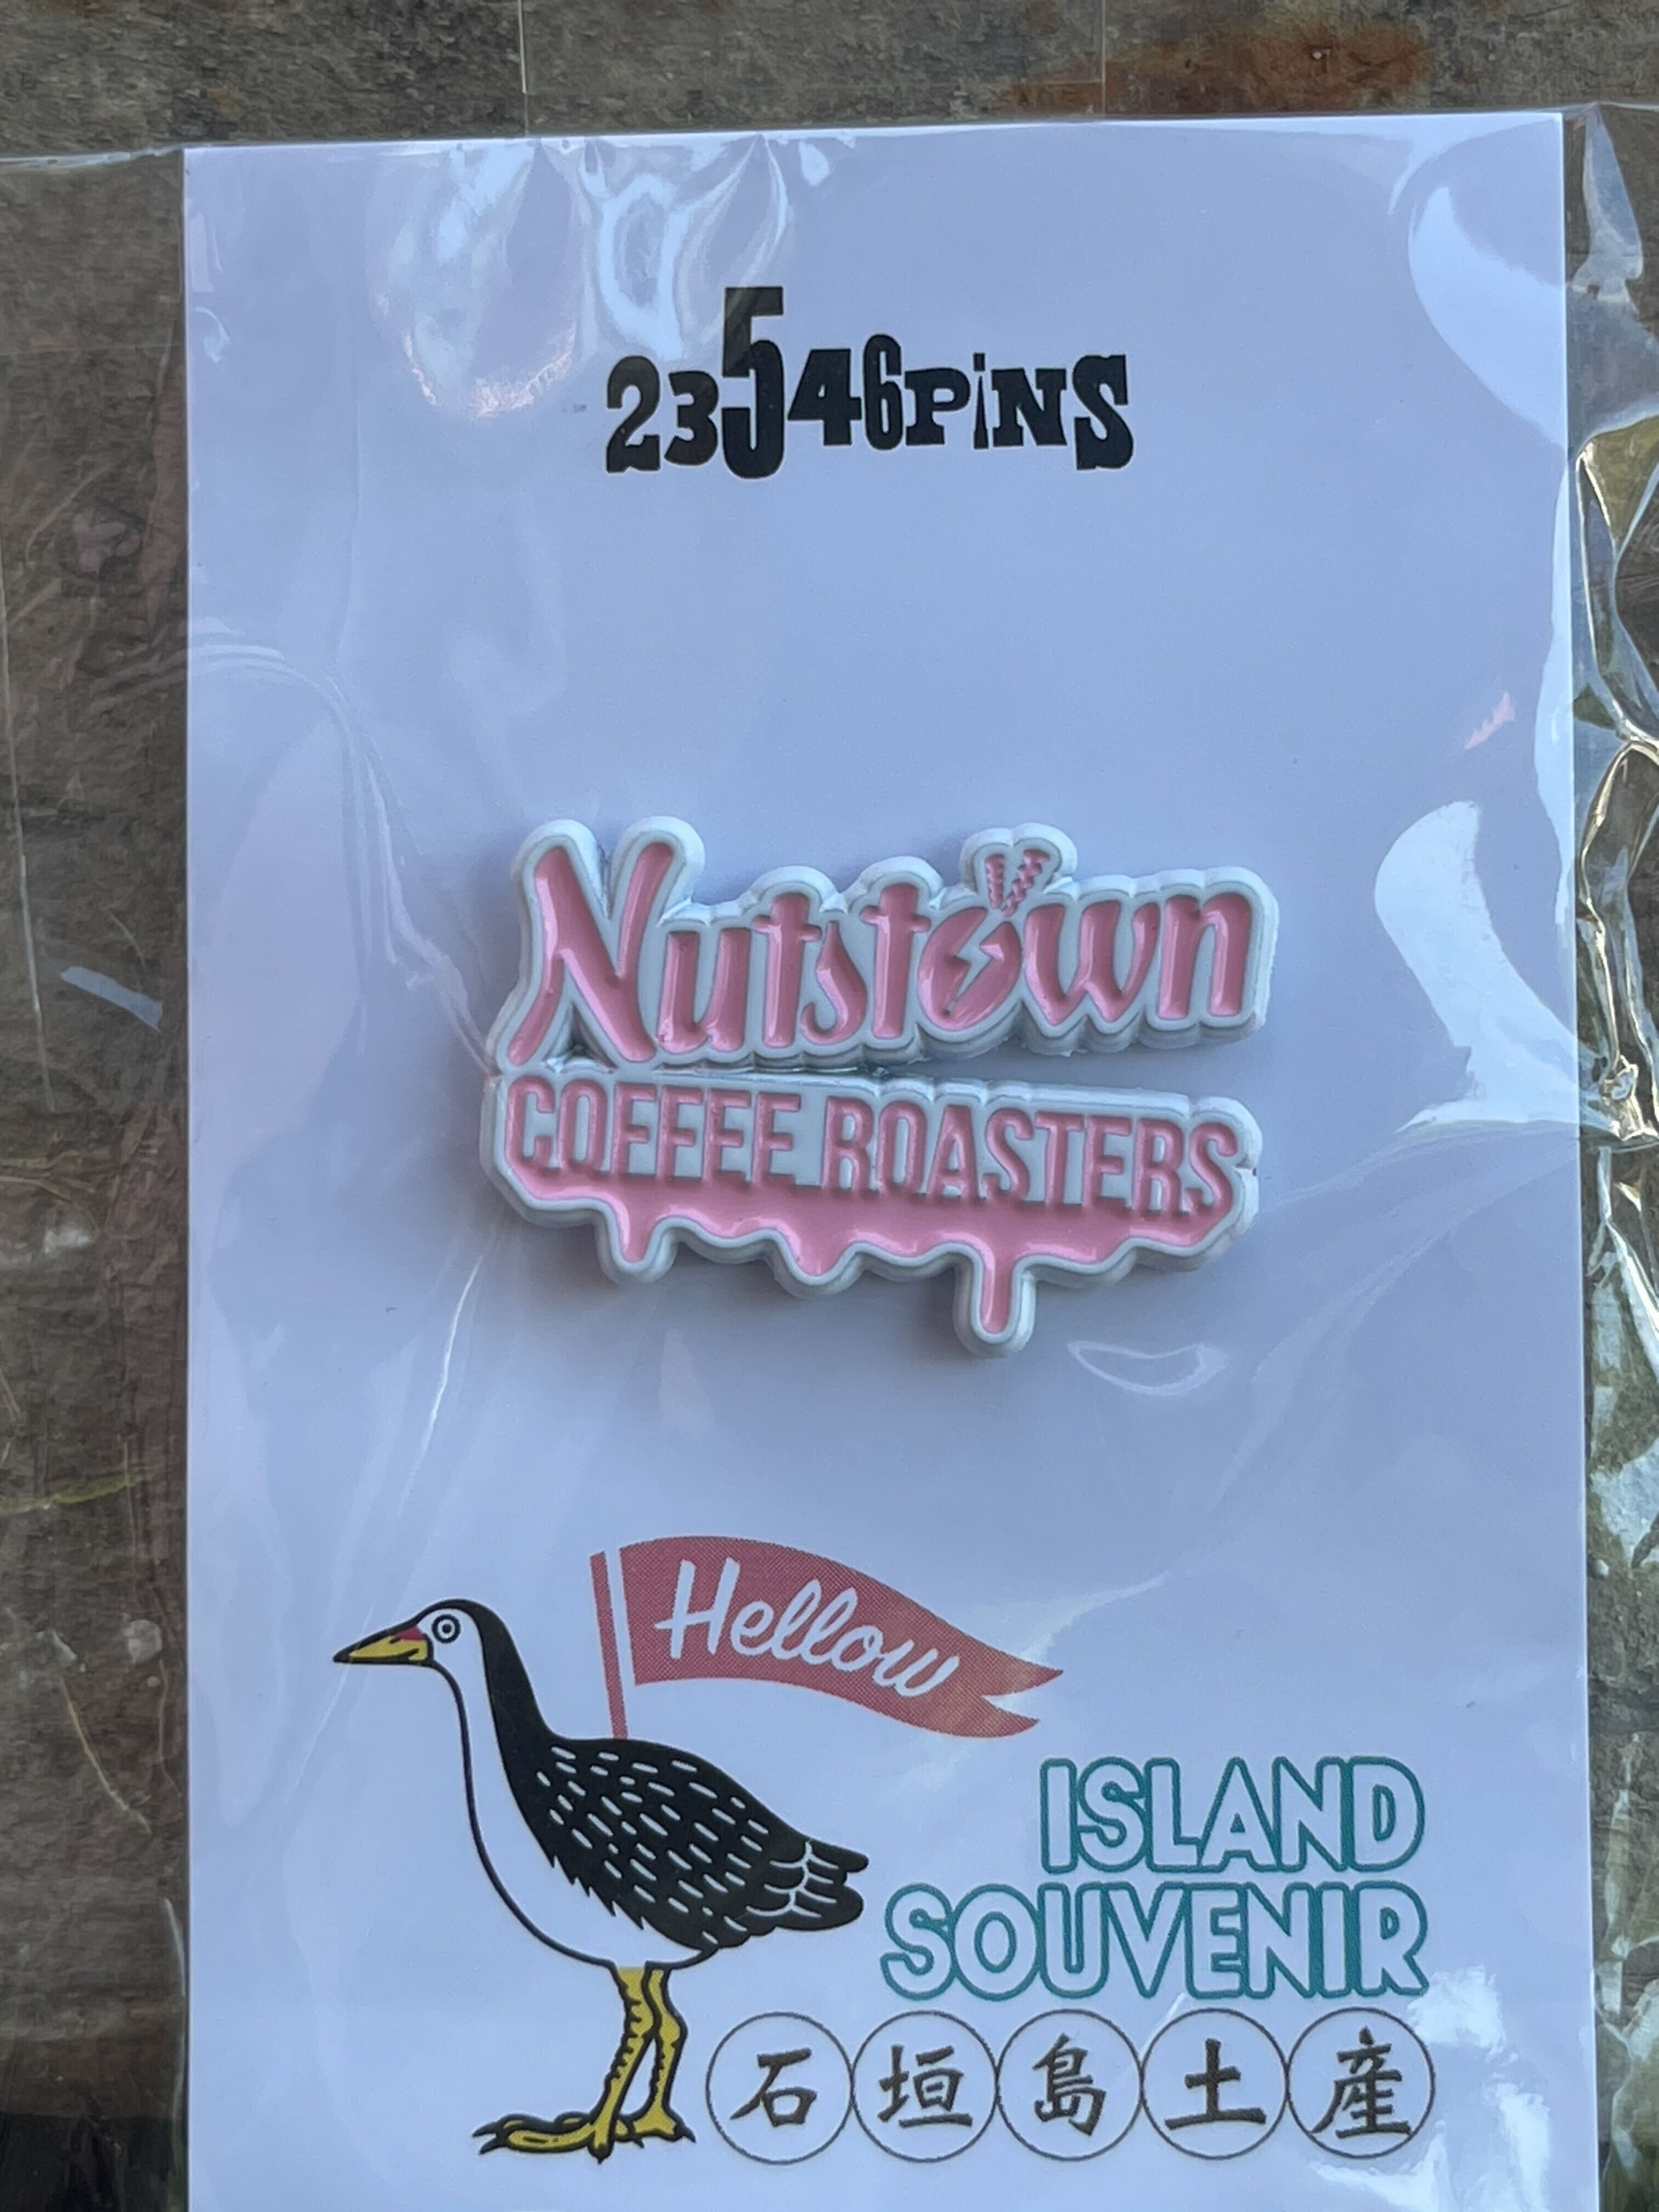 23546PiNS
Nutstown
COFFEE ROASTERS
Hellow
ISLAND
SOUVENIR
石垣島土産